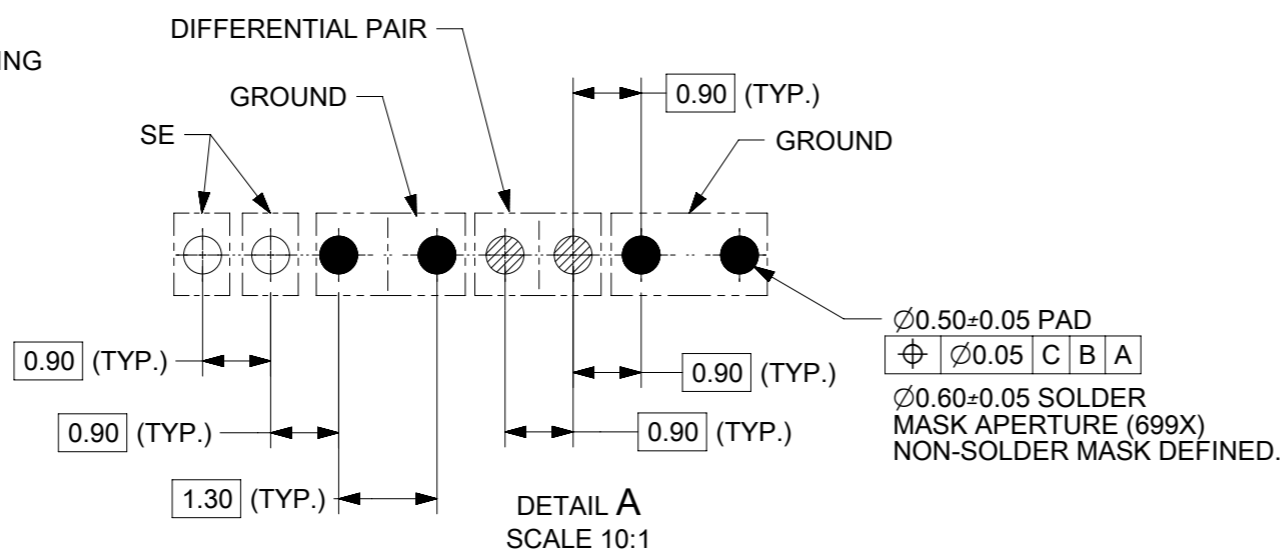 DIFFERENTIAL PAIR
ING
GROUND
0.90 (TYP.)
SE
GROUND
0.90 (TYP.)
0.90 (TYP.)
0.90 (TYP.)
0.90 (TYP.)
1.30 (TYP.)
∅0.50±0.05 PAD
⌖ ∅0.05 C B A
∅0.60±0.05 SOLDER
MASK APERTURE (699X)
NON-SOLDER MASK DEFINED.
DETAIL A
SCALE 10:1